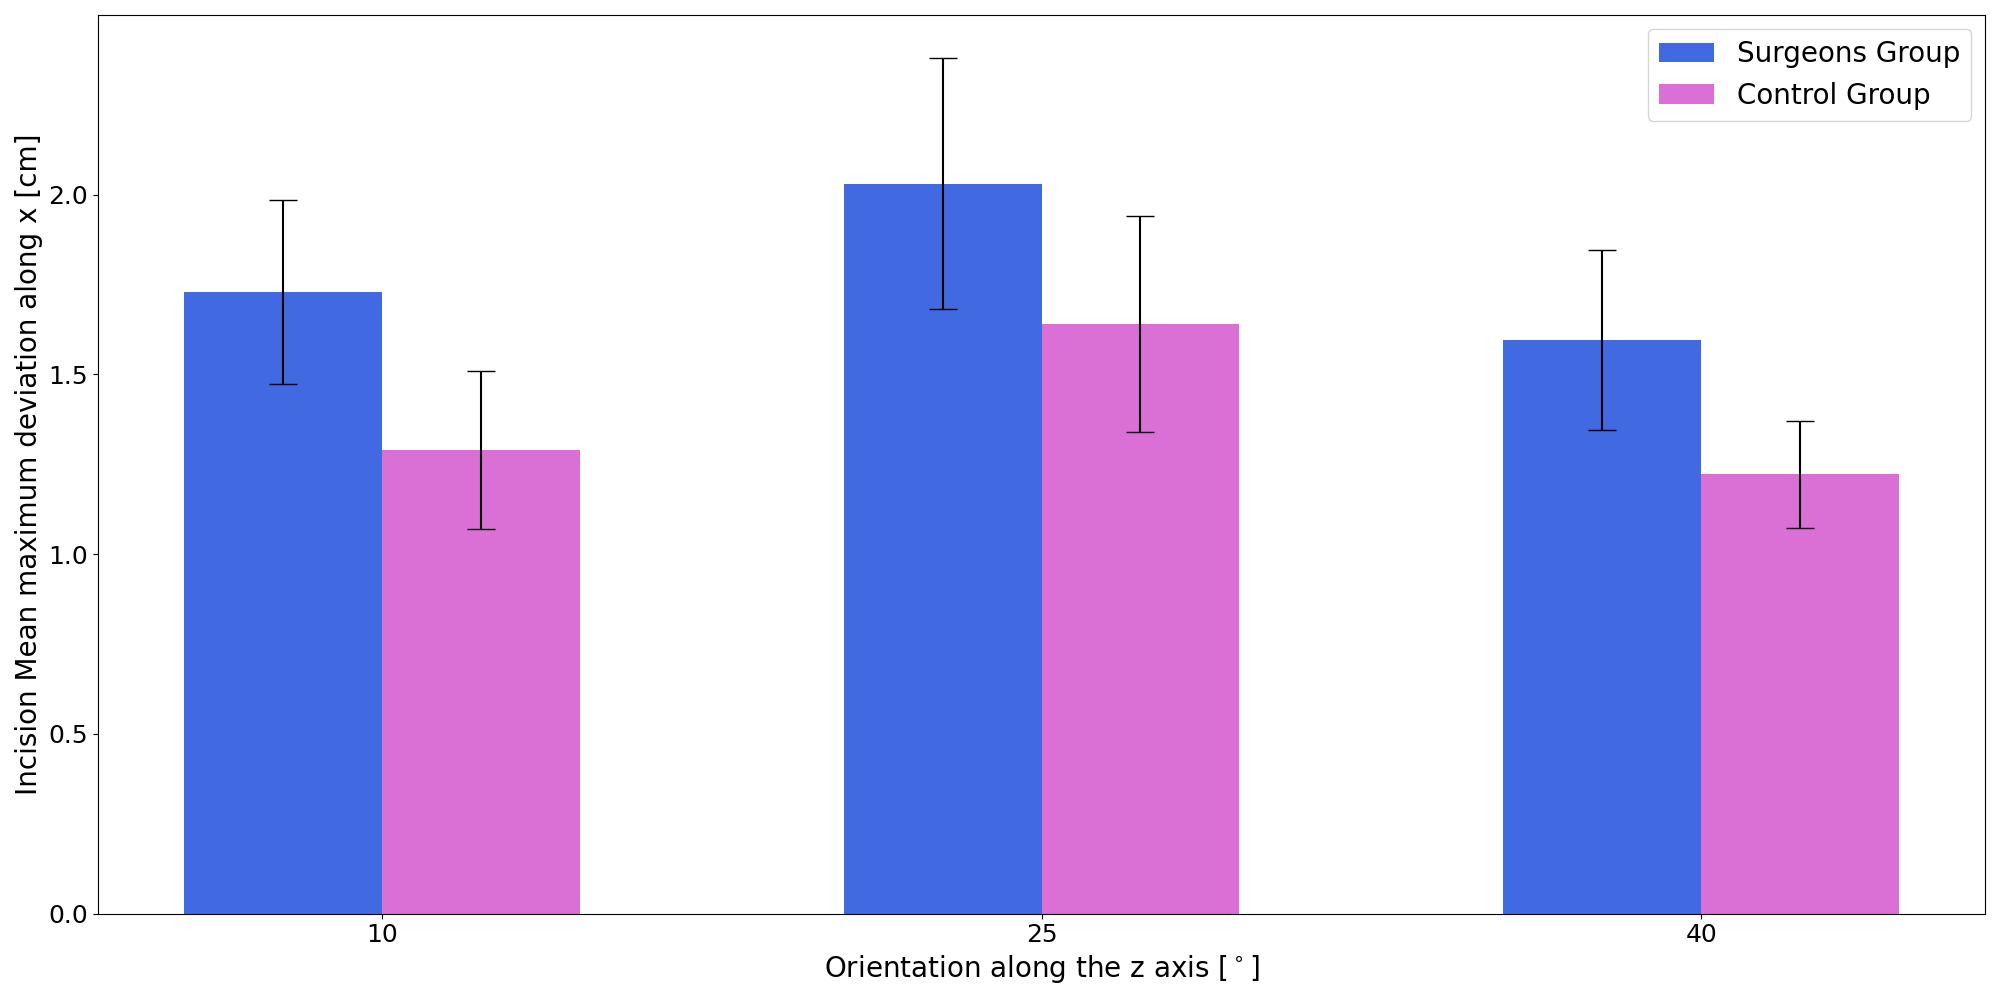 Surgeons Group
Control Group
Incision Mean maximum deviation along x [cm]
2.0
1.5
1.0
0.5
0.0
10 25 40
Orientation along the z axis [°]